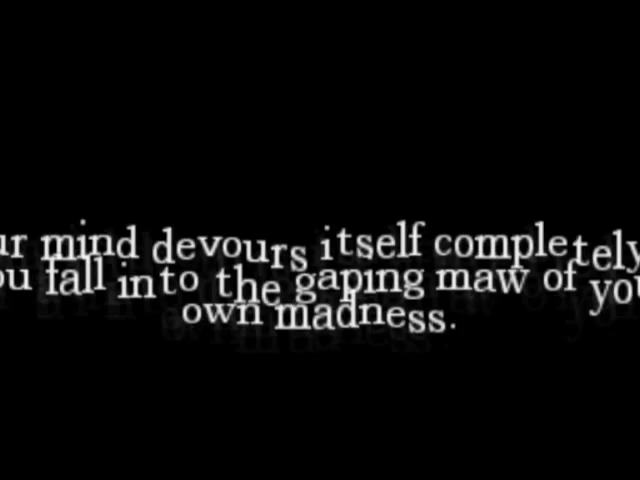 ur mind devours itself completely
ou fall into the gaping maw of you
own madness.